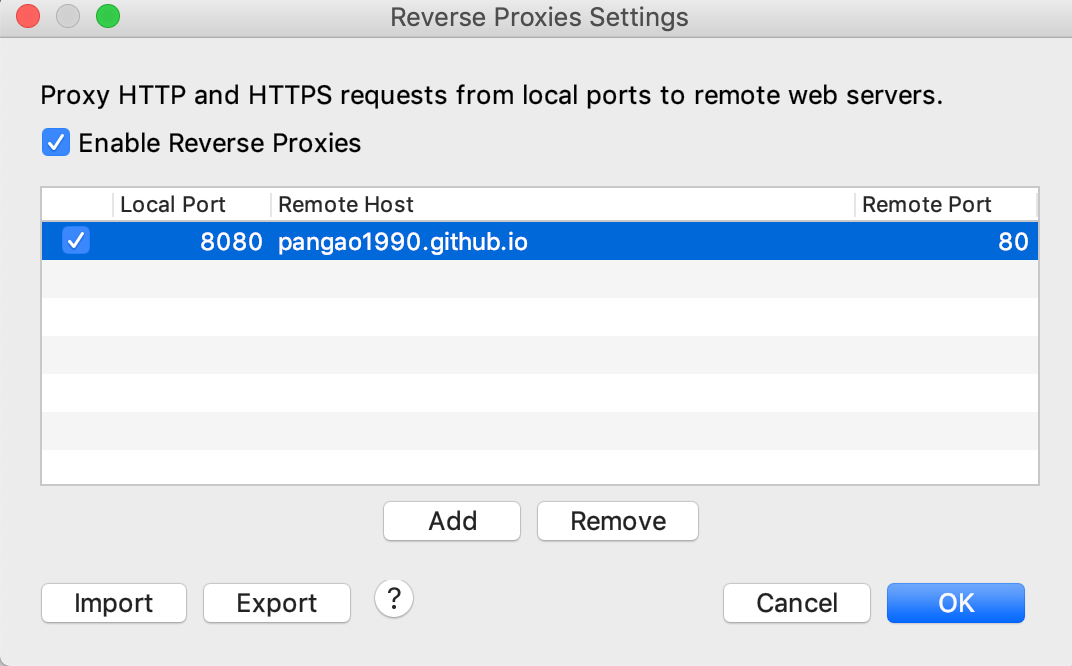 Reverse Proxies Settings
Proxy HTTP and HTTPS requests from local ports to remote web servers.
Enable Reverse Proxies
Local Port Remote Host Remote Port
8080 pangao1990.github.io 80
Add Remove
Import Export ? Cancel OK